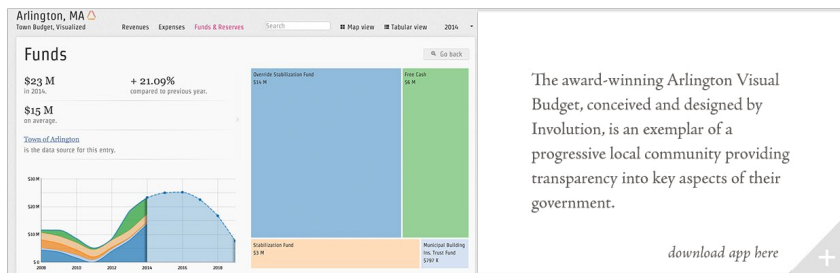 Arlington, MA
Town Budget, Visualized
Revenues Expenses Funds & Reserves Search Map view Tabular view 2014
Funds
Go back
$23 M
in 2014.
+ 21.09%
compared to previous year.
$15 M
on average.
Town of Arlington
is the data source for this entry.
$30 M
$20 M
$10 M
$0
2008 2010 2012 2014 2016 2018
Override Stabilization Fund
$14 M
Free Cash
$6 M
Stabilization Fund
$3 M
Municipal Building
Ins. Trust Fund
$797 K
The award-winning Arlington Visual
Budget, conceived and designed by
Involution, is an exemplar of a
progressive local community providing
transparency into key aspects of their
government.
download app here
+